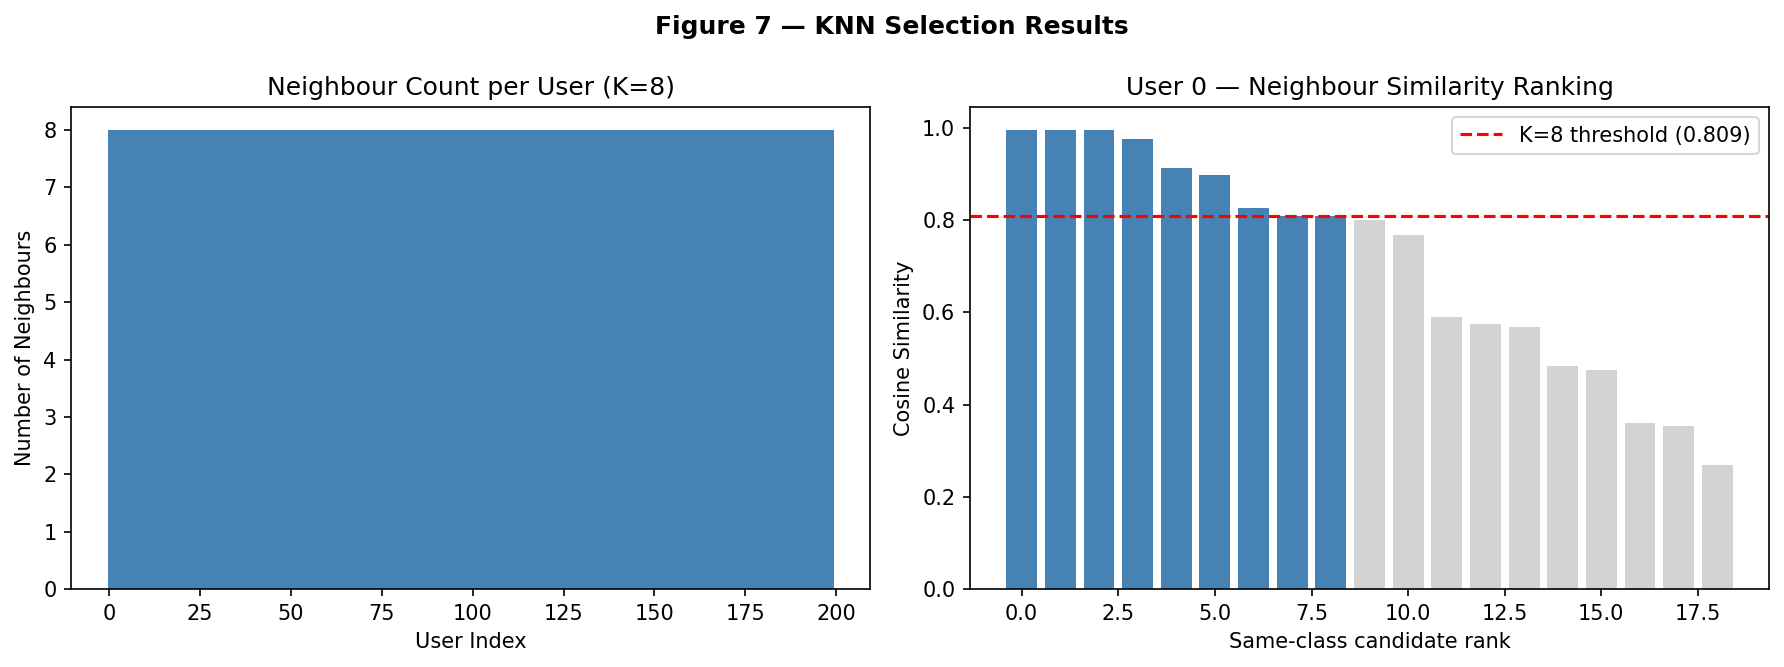 Figure 7 — KNN Selection Results
Neighbour Count per User (K=8)
Number of Neighbours
8
7
6
5
4
3
2
1
0
0 25 50 75 100 125 150 175 200
User Index
User 0 — Neighbour Similarity Ranking
K=8 threshold (0.809)
Cosine Similarity
1.0
0.8
0.6
0.4
0.2
0.0
0.0 2.5 5.0 7.5 10.0 12.5 15.0 17.5
Same-class candidate rank